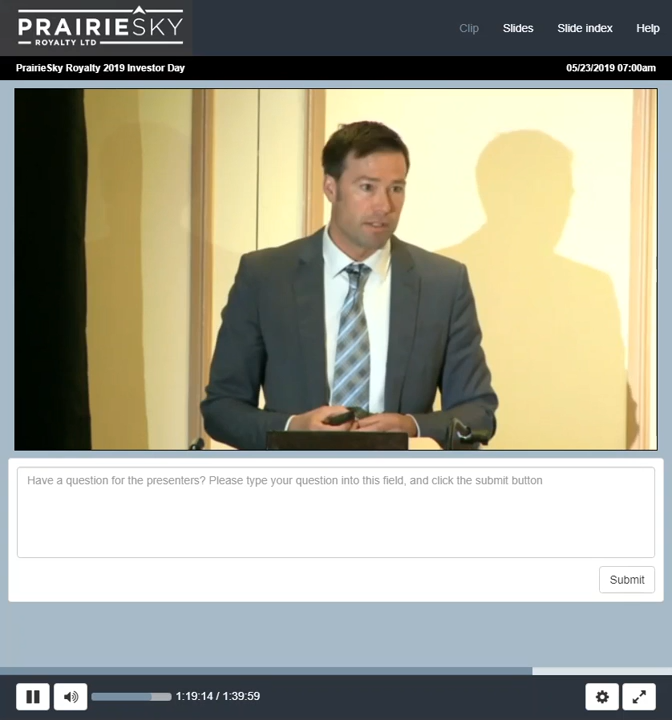 PRAIRIESKY
ROYALTY LTD
Clip Slides Slide index Help
PrairieSky Royalty 2019 Investor Day 05/23/2019 07:00am
Have a question for the presenters? Please type your question into this field, and click the submit button
Submit
1:19:14 / 1:39:59